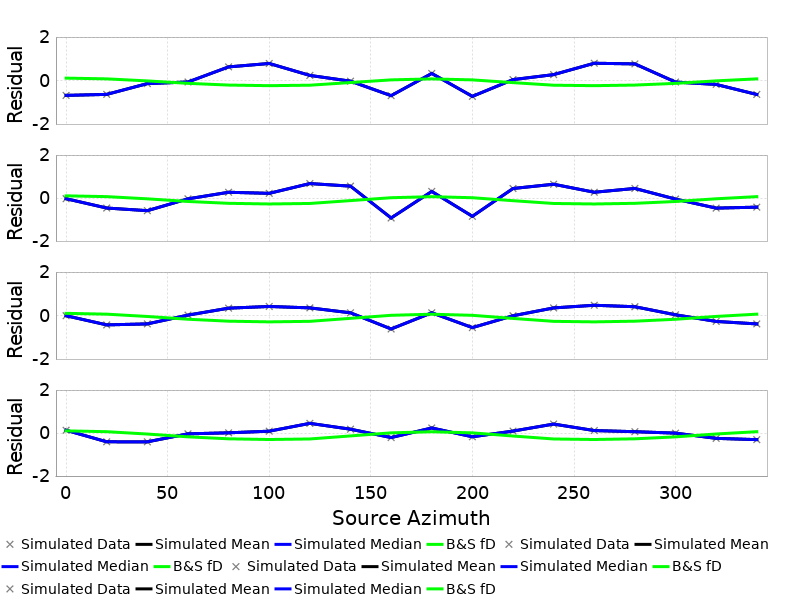 2
0
-2
Residual
2
0
-2
Residual
2
0
-2
Residual
2
0
-2
Residual
0 50 100 150 200 250 300
Source Azimuth
× Simulated Data Simulated Mean Simulated Median B&S fD × Simulated Data Simulated Mean
Simulated Median B&S fD × Simulated Data Simulated Mean Simulated Median B&S fD
× Simulated Data Simulated Mean Simulated Median B&S fD